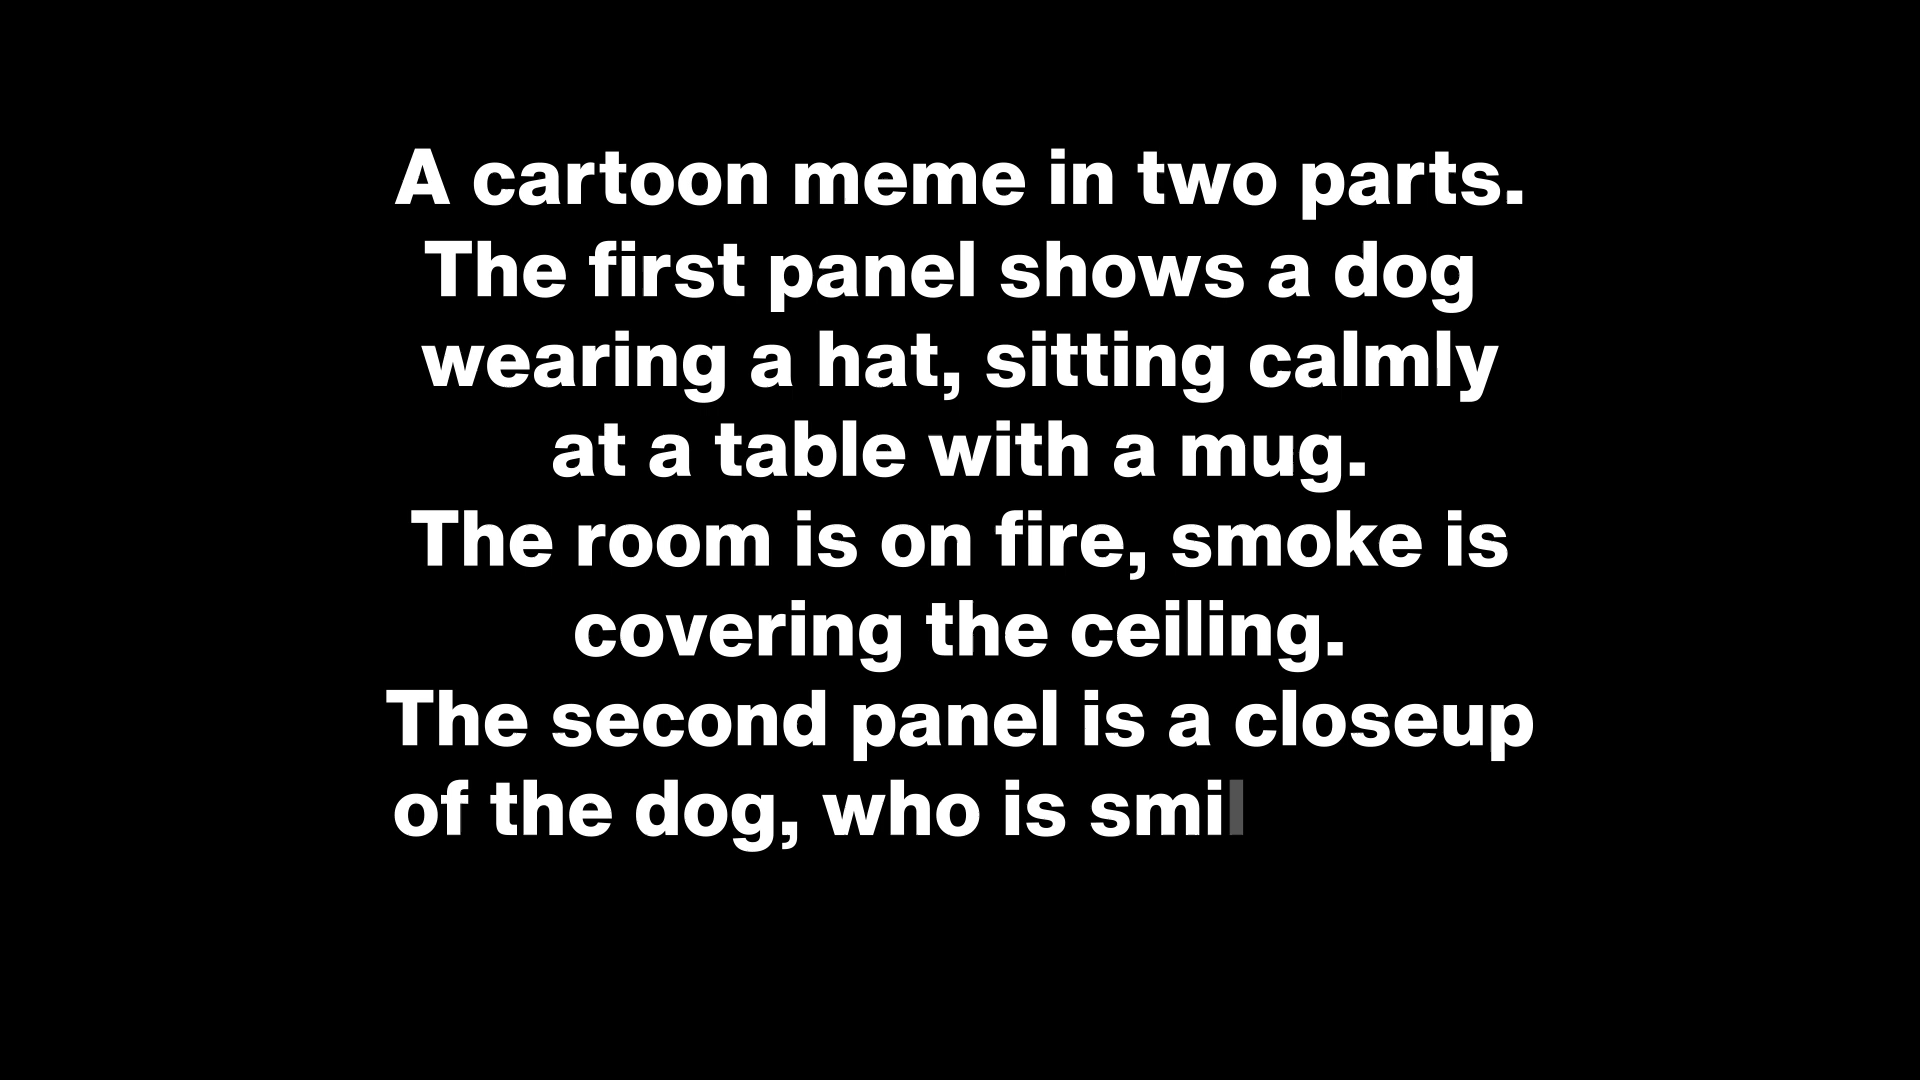 A cartoon meme in two parts.
The first panel shows a dog
wearing a hat, sitting calmly
at a table with a mug.
The room is on fire, smoke is
covering the ceiling.
The second panel is a closeup
of the dog, who is smil